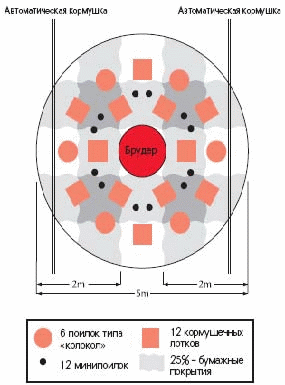 Автоматическая кормушка Автоматическая кормушка
Брудер
2m 2m
5m
6 поилок типа
«колокол»
12 кормушечных
лотков
12 минипоилок
25% – бумажные
покрытия